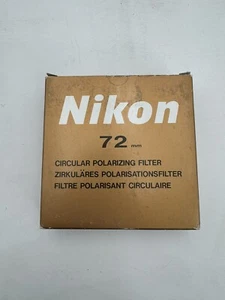 Nikon
72 mm
CIRCULAR POLARIZING FILTER
ZIRKULÄRES POLARISATIONSFILTER
FILTRE POLARISANT CIRCULAIRE